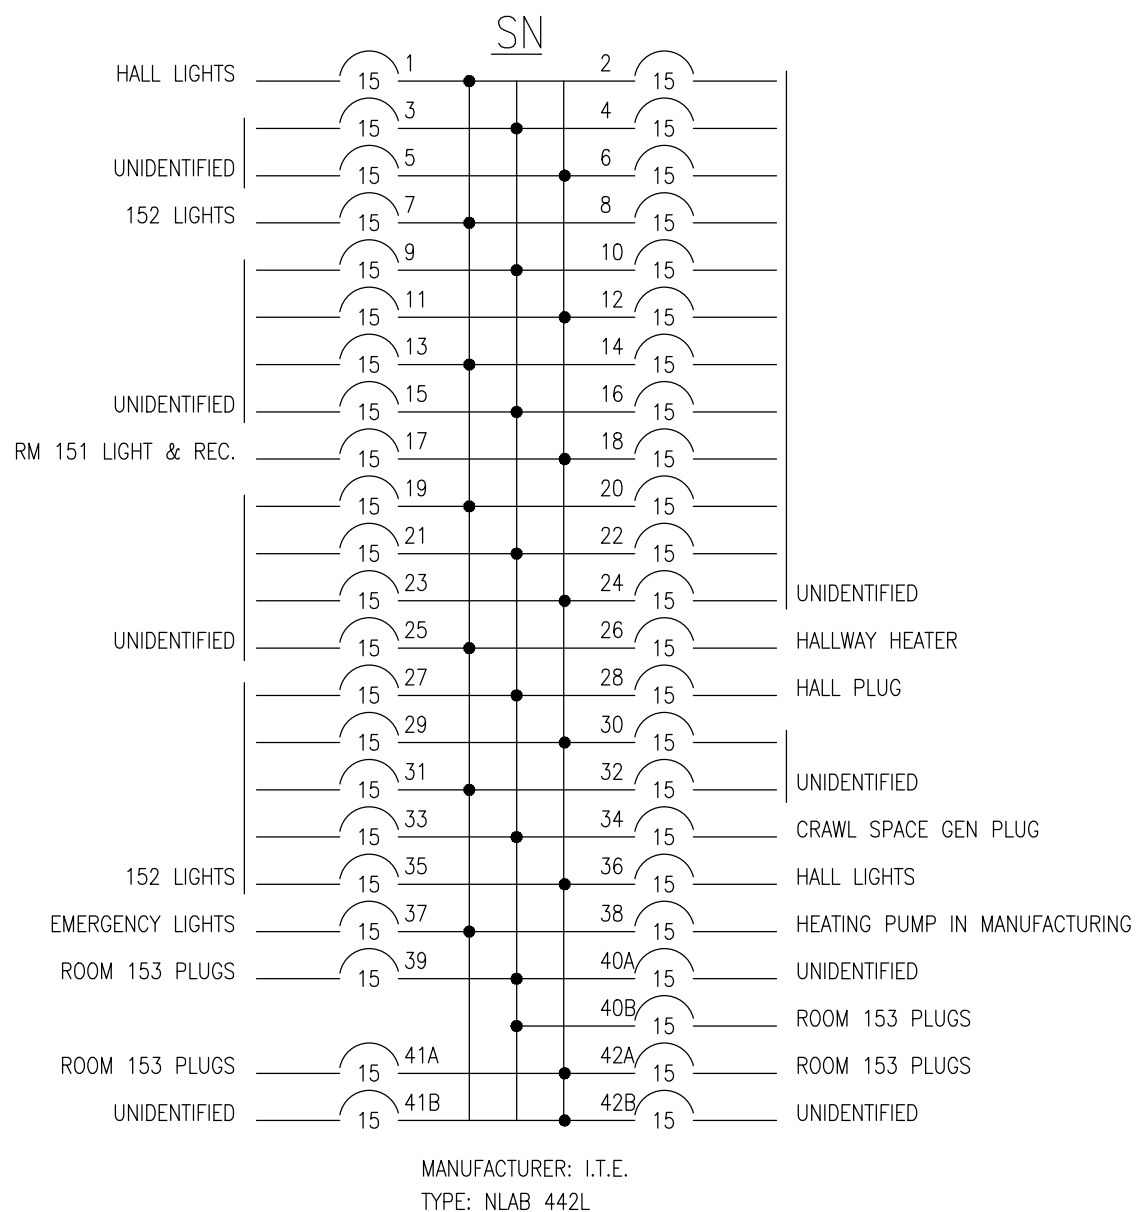 SN
HALL LIGHTS 15 1 2 15
15 3 4 15
UNIDENTIFIED 15 5 6 15
152 LIGHTS 15 7 8 15
15 9 10 15
15 11 12 15
15 13 14 15
UNIDENTIFIED 15 15 16 15
RM 151 LIGHT & REC. 15 17 18 15
15 19 20 15
15 21 22 15
15 23 24 15 UNIDENTIFIED
UNIDENTIFIED 15 25 26 15 HALLWAY HEATER
15 27 28 15 HALL PLUG
15 29 30 15
15 31 32 15 UNIDENTIFIED
15 33 34 15 CRAWL SPACE GEN PLUG
152 LIGHTS 15 35 36 15 HALL LIGHTS
EMERGENCY LIGHTS 15 37 38 15 HEATING PUMP IN MANUFACTURING
ROOM 153 PLUGS 15 39 40A 15 UNIDENTIFIED
40B 15 ROOM 153 PLUGS
ROOM 153 PLUGS 15 41A 42A 15 ROOM 153 PLUGS
UNIDENTIFIED 15 41B 42B 15 UNIDENTIFIED
MANUFACTURER: I.T.E.
TYPE: NLAB 442L